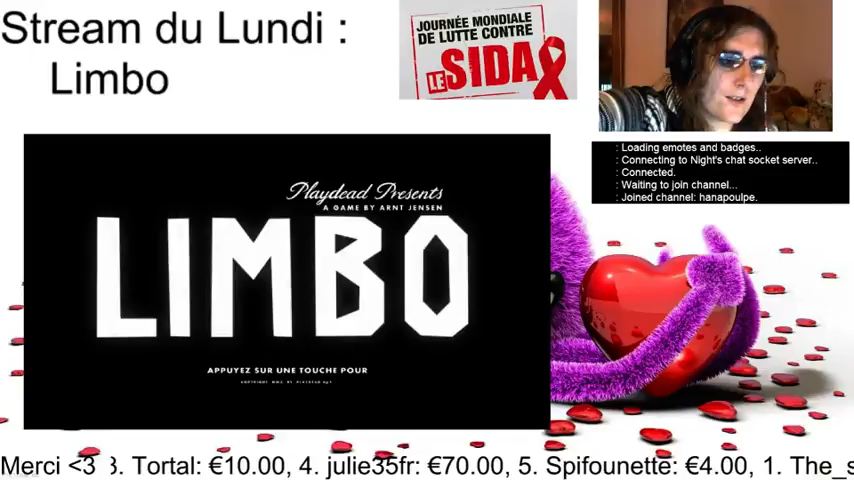 Stream du Lundi :
Limbo
JOURNÉE MONDIALE
DE LUTTE CONTRE
LE SIDA
: Loading emotes and badges..
: Connecting to Night's chat socket server..
: Connected.
: Waiting to join channel...
: Joined channel: hanapoulpe.
Playdead Presents
A GAME BY ARNT JENSEN
LIMBO
APPUYEZ SUR UNE TOUCHE POUR
Merci <3 3. Tortal: €10.00, 4. julie35fr: €70.00, 5. Spifounette: €4.00, 1. The_s